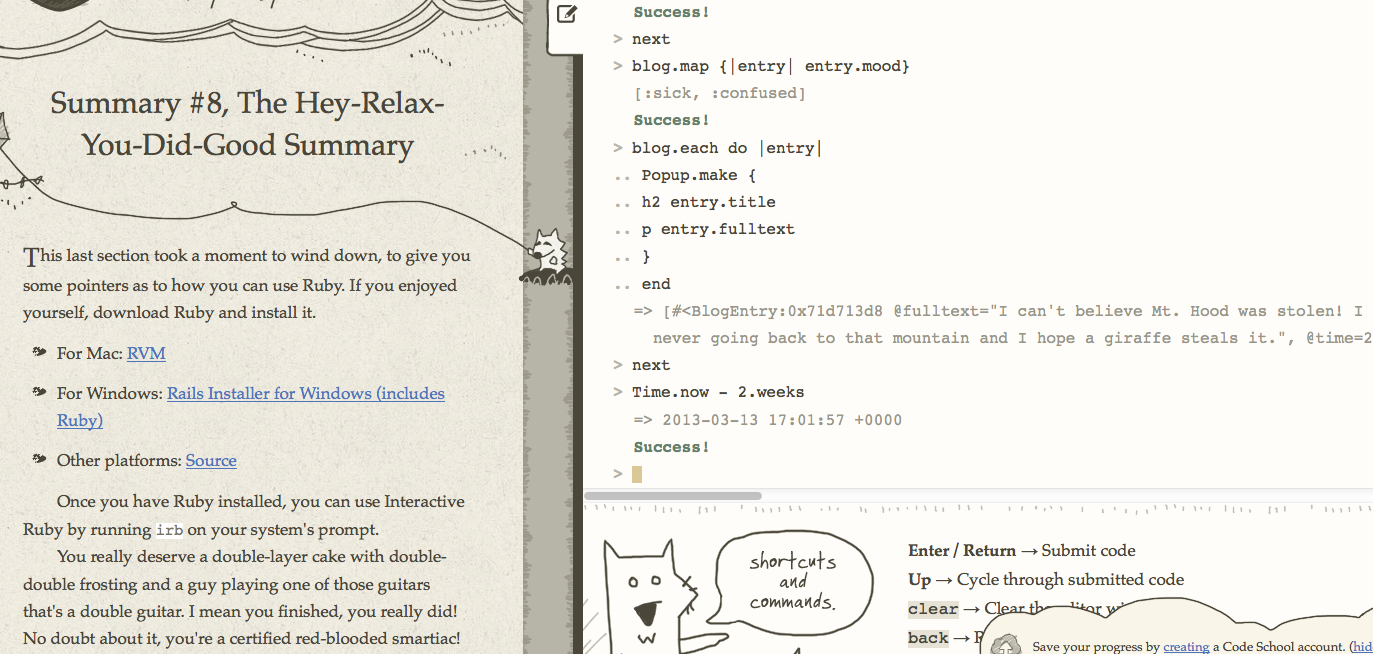 Summary #8, The Hey-Relax-
You-Did-Good Summary
This last section took a moment to wind down, to give you
some pointers as to how you can use Ruby. If you enjoyed
yourself, download Ruby and install it.
For Mac: RVM
For Windows: Rails Installer for Windows (includes
Ruby)
Other platforms: Source
Once you have Ruby installed, you can use Interactive
Ruby by running irb on your system's prompt.
You really deserve a double-layer cake with double-
double frosting and a guy playing one of those guitars
that's a double guitar. I mean you finished, you really did!
No doubt about it, you're a certified red-blooded smartiac!
Success!
> next
> blog.map {|entry| entry.mood}
[:sick, :confused]
Success!
> blog.each do |entry|
.. Popup.make {
.. h2 entry.title
.. p entry.fulltext
.. }
.. end
=> [#<BlogEntry:0x71d713d8 @fulltext="I can't believe Mt. Hood was stolen! I
never going back to that mountain and I hope a giraffe steals it.", @time=2
> next
> Time.now - 2.weeks
=> 2013-03-13 17:01:57 +0000
Success!
>
shortcuts
and
commands.
Enter / Return → Submit code
Up → Cycle through submitted code
clear → Clear the
back →
Save your progress by creating a Code School account. (hid